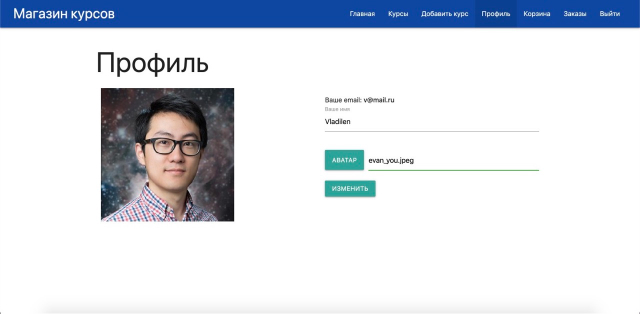 Магазин курсов
Главная Курсы Добавить курс Профиль Корзина Заказы Выйти
Профиль
Ваше email: v@mail.ru
Ваше имя
Vladilen
АВАТАР evan_you.jpeg
ИЗМЕНИТЬ